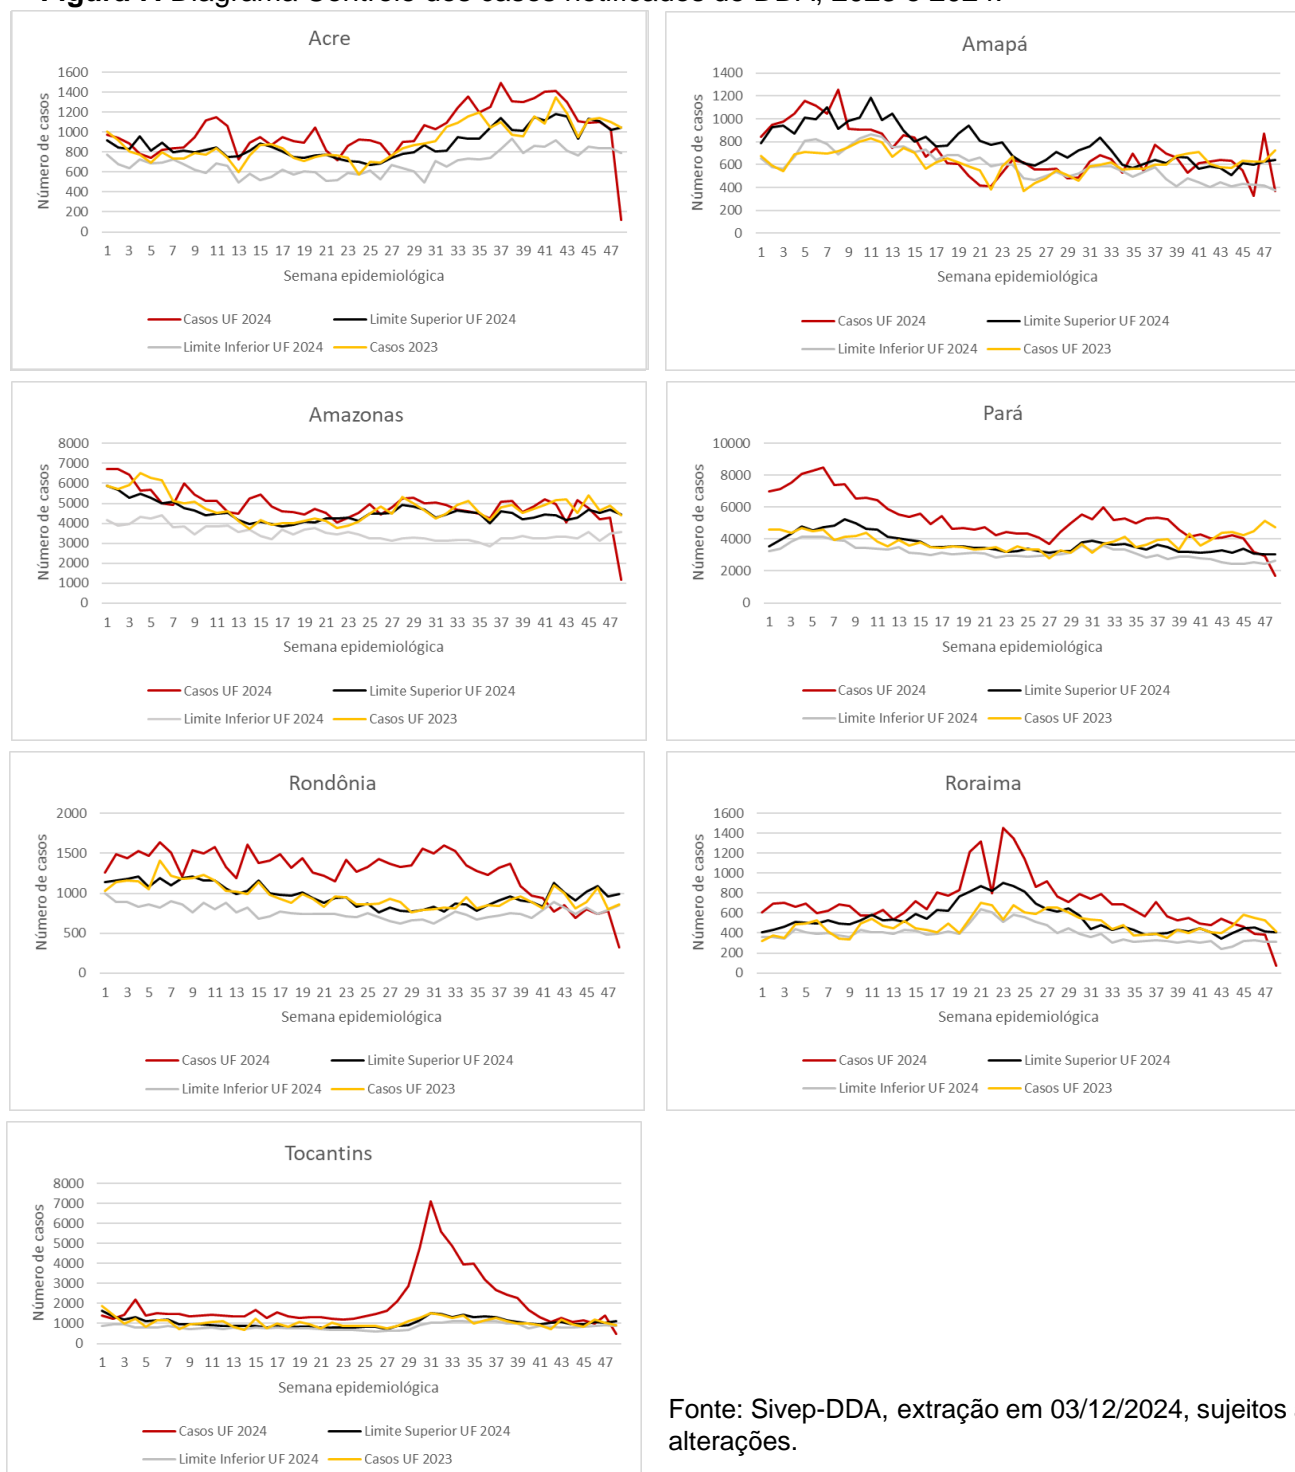 Acre
Número de casos
1600
1400
1200
1000
800
600
400
200
0
1 3 5 7 9 11 13 15 17 19 21 23 25 27 29 31 33 35 37 39 41 43 45 47
Semana epidemiológica
Casos UF 2024 Limite Superior UF 2024
Limite Inferior UF 2024 Casos 2023
Amapá
Número de casos
1400
1200
1000
800
600
400
200
0
1 3 5 7 9 11 13 15 17 19 21 23 25 27 29 31 33 35 37 39 41 43 45 47
Semana epidemiológica
Casos UF 2024 Limite Superior UF 2024
Limite Inferior UF 2024 Casos UF 2023
Amazonas
Número de casos
8000
7000
6000
5000
4000
3000
2000
1000
0
1 3 5 7 9 11 13 15 17 19 21 23 25 27 29 31 33 35 37 39 41 43 45 47
Semana epidemiológica
Casos UF 2024 Limite Superior UF 2024
Limite Inferior UF 2024 Casos UF 2023
Pará
Número de casos
10000
8000
6000
4000
2000
0
1 3 5 7 9 11 13 15 17 19 21 23 25 27 29 31 33 35 37 39 41 43 45 47
Semana epidemiológica
Casos UF 2024 Limite Superior UF 2024
Limite Inferior UF 2024 Casos UF 2023
Rondônia
Número de casos
2000
1500
1000
500
0
1 3 5 7 9 11 13 15 17 19 21 23 25 27 29 31 33 35 37 39 41 43 45 47
Semana epidemiológica
Casos UF 2024 Limite Superior UF 2024
Limite Inferior UF 2024 Casos UF 2023
Roraima
Número de casos
1600
1400
1200
1000
800
600
400
200
0
1 3 5 7 9 11 13 15 17 19 21 23 25 27 29 31 33 35 37 39 41 43 45 47
Semana epidemiológica
Casos UF 2024 Limite Superior UF 2024
Limite Inferior UF 2024 Casos UF 2023
Tocantins
Número de casos
8000
7000
6000
5000
4000
3000
2000
1000
0
1 3 5 7 9 11 13 15 17 19 21 23 25 27 29 31 33 35 37 39 41 43 45 47
Semana epidemiológica
Casos UF 2024 Limite Superior UF 2024
Limite Inferior UF 2024 Casos UF 2023
Fonte: Sivep-DDA, extração em 03/12/2024, sujeitos
alterações.